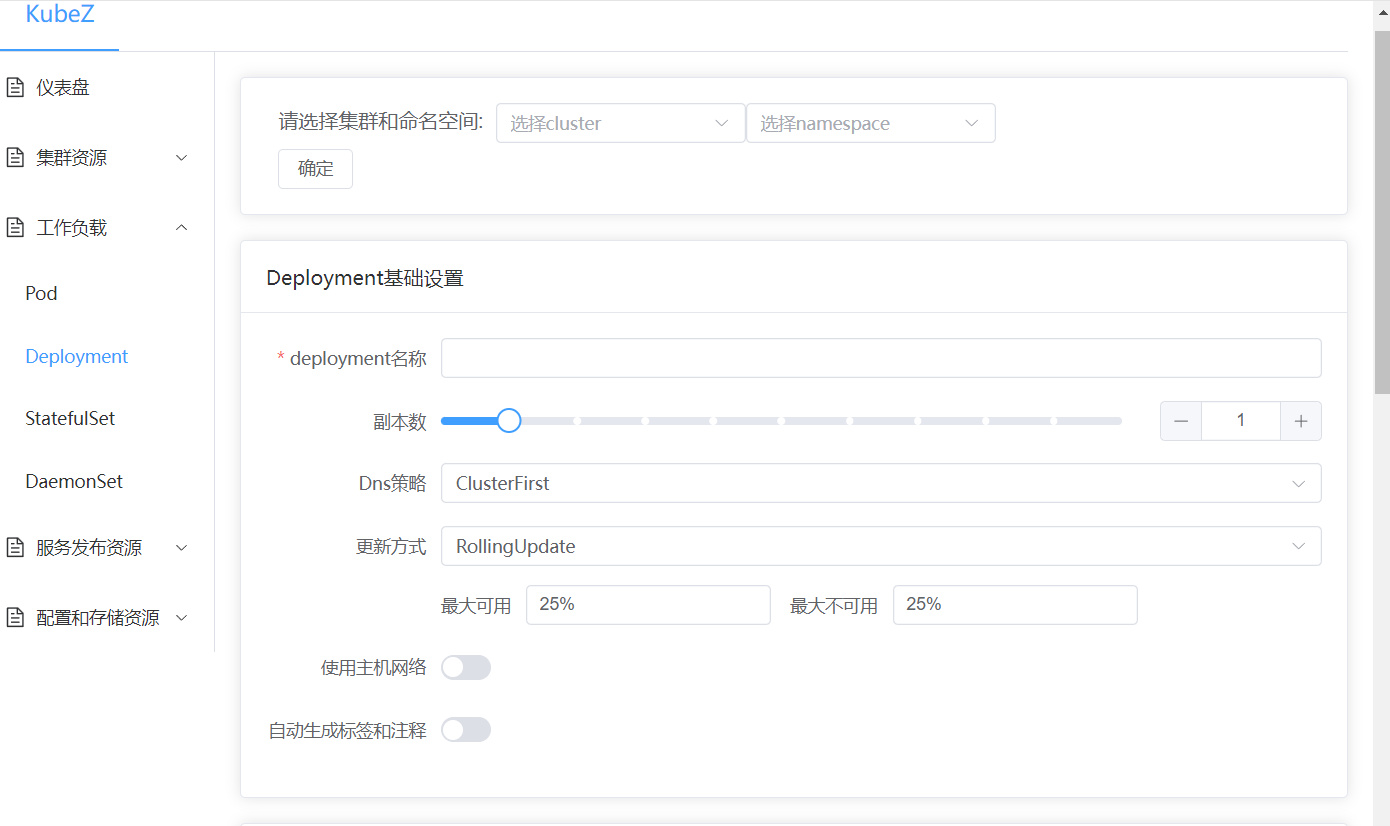 KubeZ
仪表盘
集群资源
工作负载
Pod
Deployment
StatefulSet
DaemonSet
服务发布资源
配置和存储资源
请选择集群和命名空间: 选择cluster 选择namespace
确定
Deployment基础设置
* deployment名称
副本数 1
Dns策略 ClusterFirst
更新方式 RollingUpdate
最大可用 25% 最大不可用 25%
使用主机网络
自动生成标签和注释